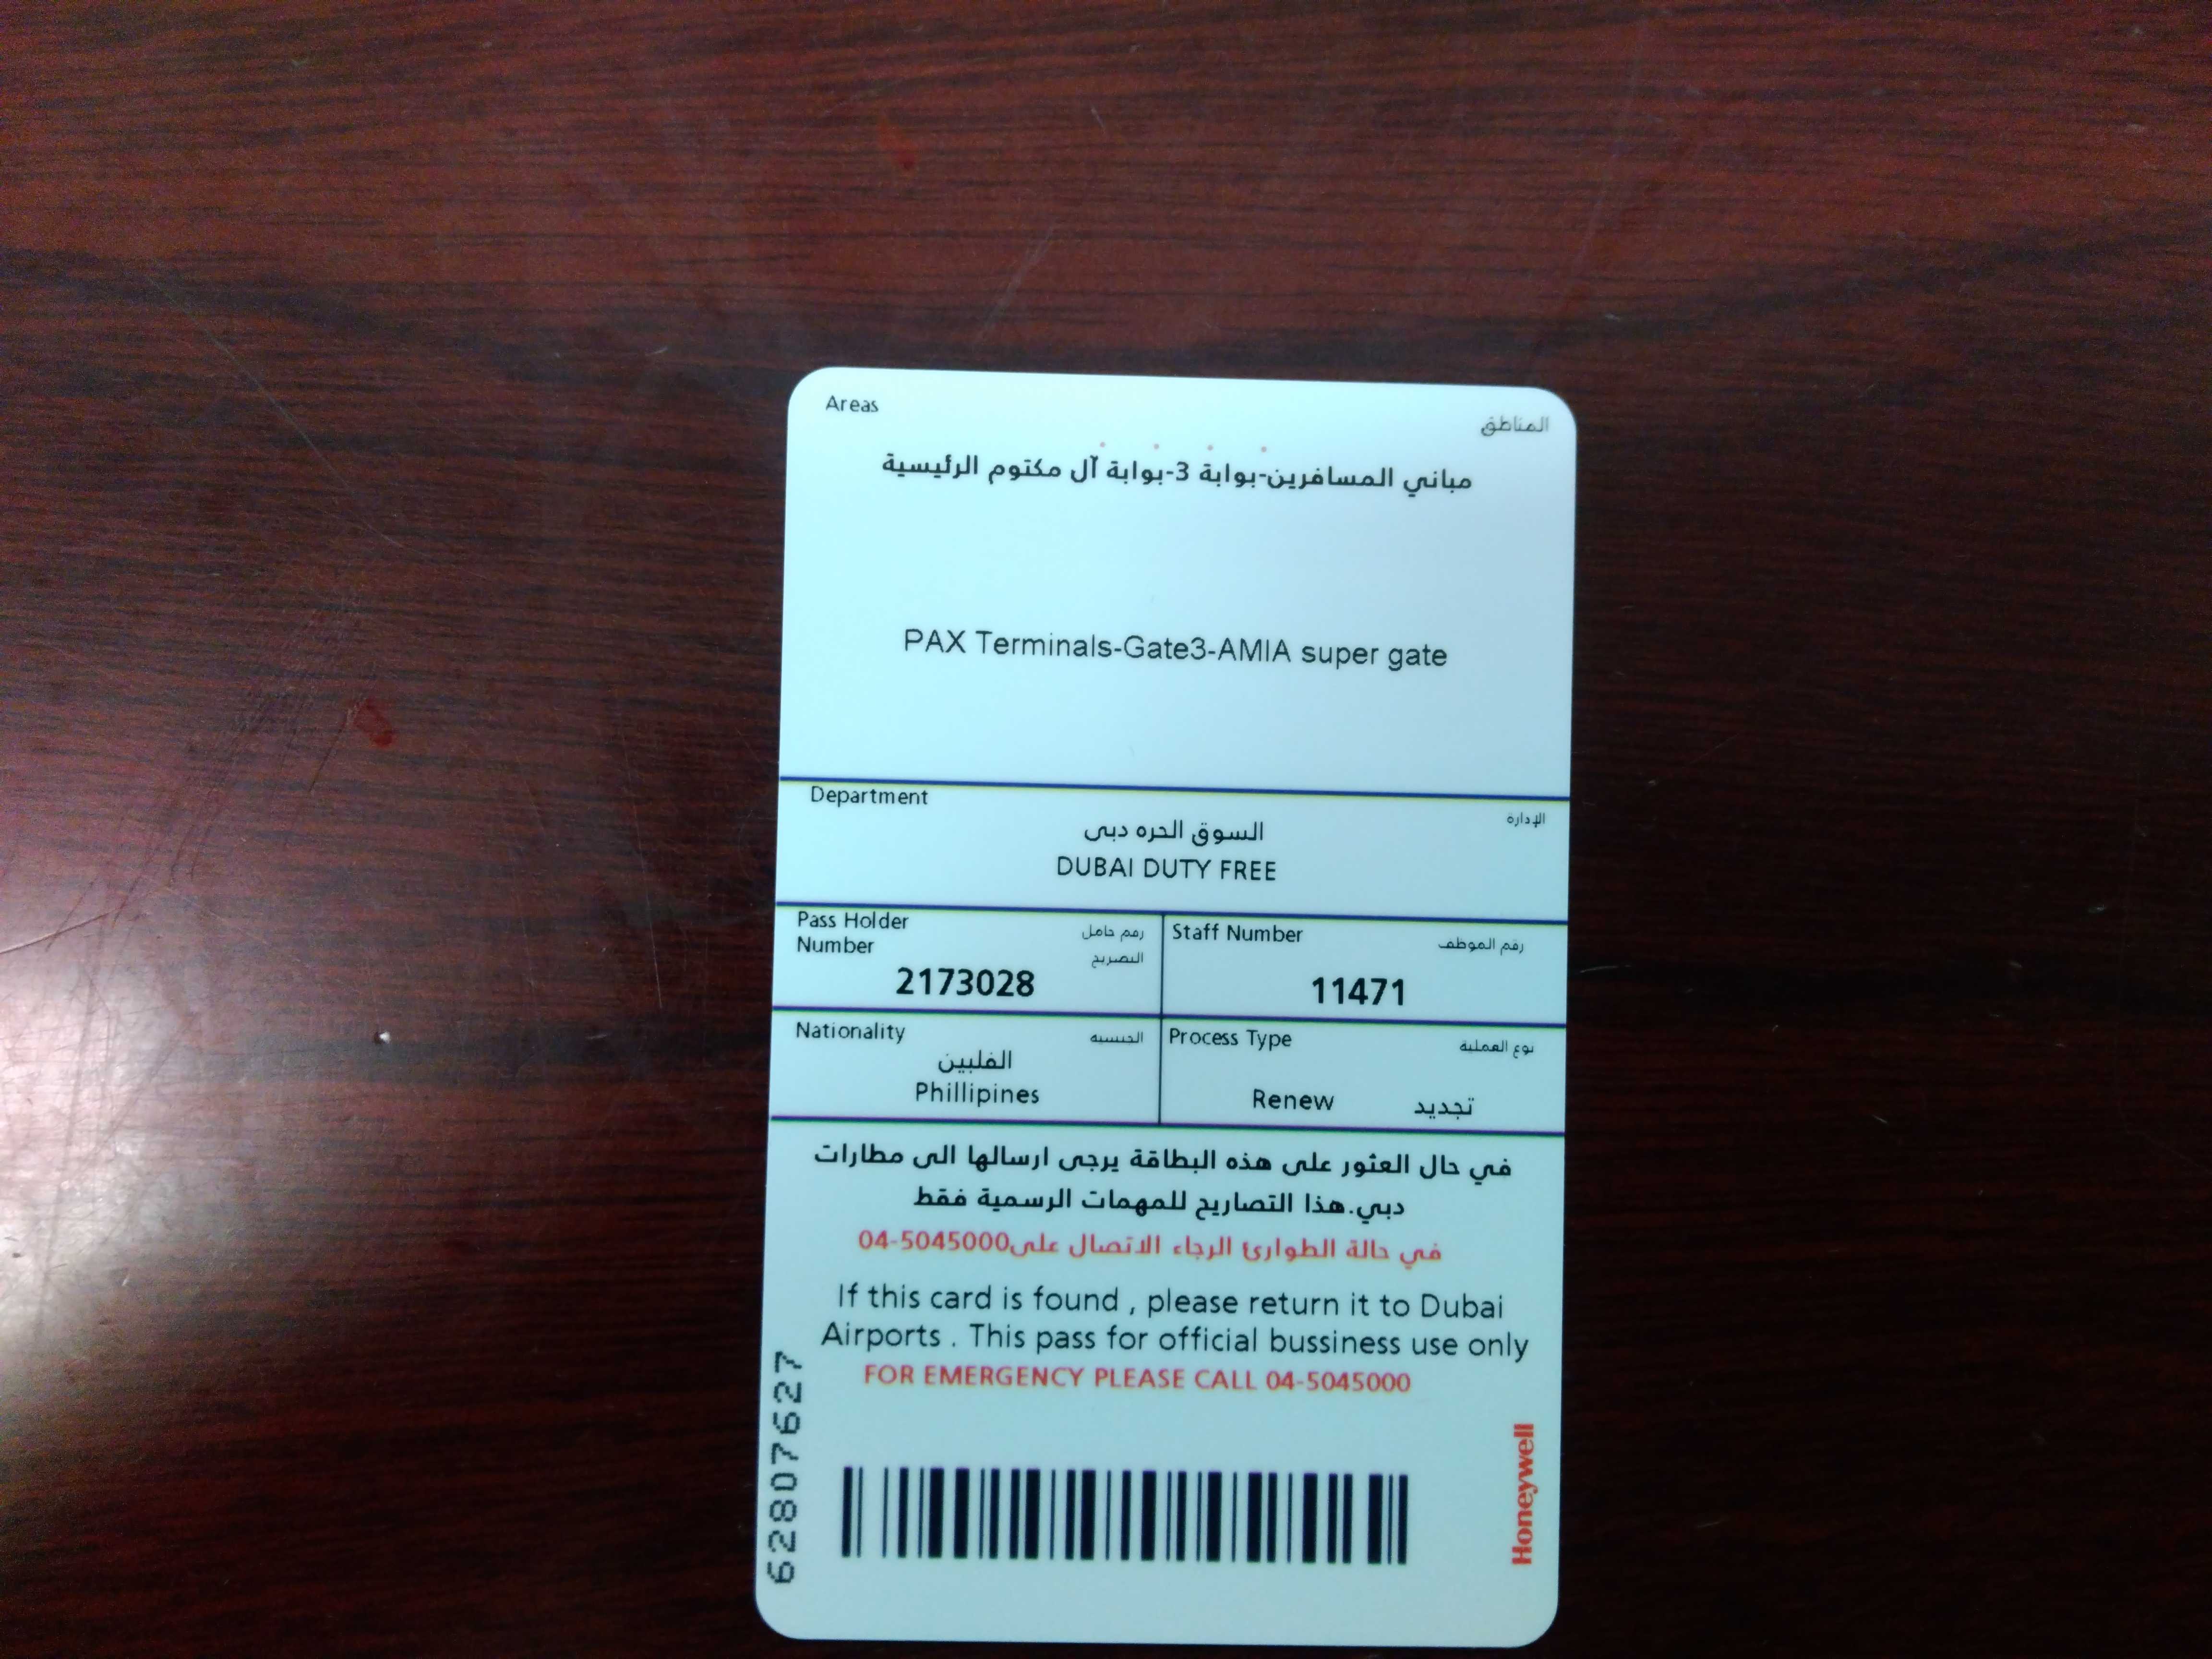 Areas
المناطق
مباني المسافرين-بوابة 3-بوابة آل مكتوم الرئيسية
PAX Terminals-Gate3-AMIA super gate
Department
الإدارة
السوق الحره دبى
DUBAI DUTY FREE
Pass Holder
Number
رقم حامل
التصريح
2173028
Staff Number
رقم الموظف
11471
Nationality
الجنسية
الفلبين
Phillipines
Process Type
نوع العملية
Renew تجديد
في حال العثور على هذه البطاقة يرجى ارسالها الى مطارات
دبي.هذا التصاريح للمهمات الرسمية فقط
في حالة الطوارئ الرجاء الاتصال على04-5045000
If this card is found , please return it to Dubai
Airports . This pass for official bussiness use only
FOR EMERGENCY PLEASE CALL 04-5045000
62807627
Honeywell